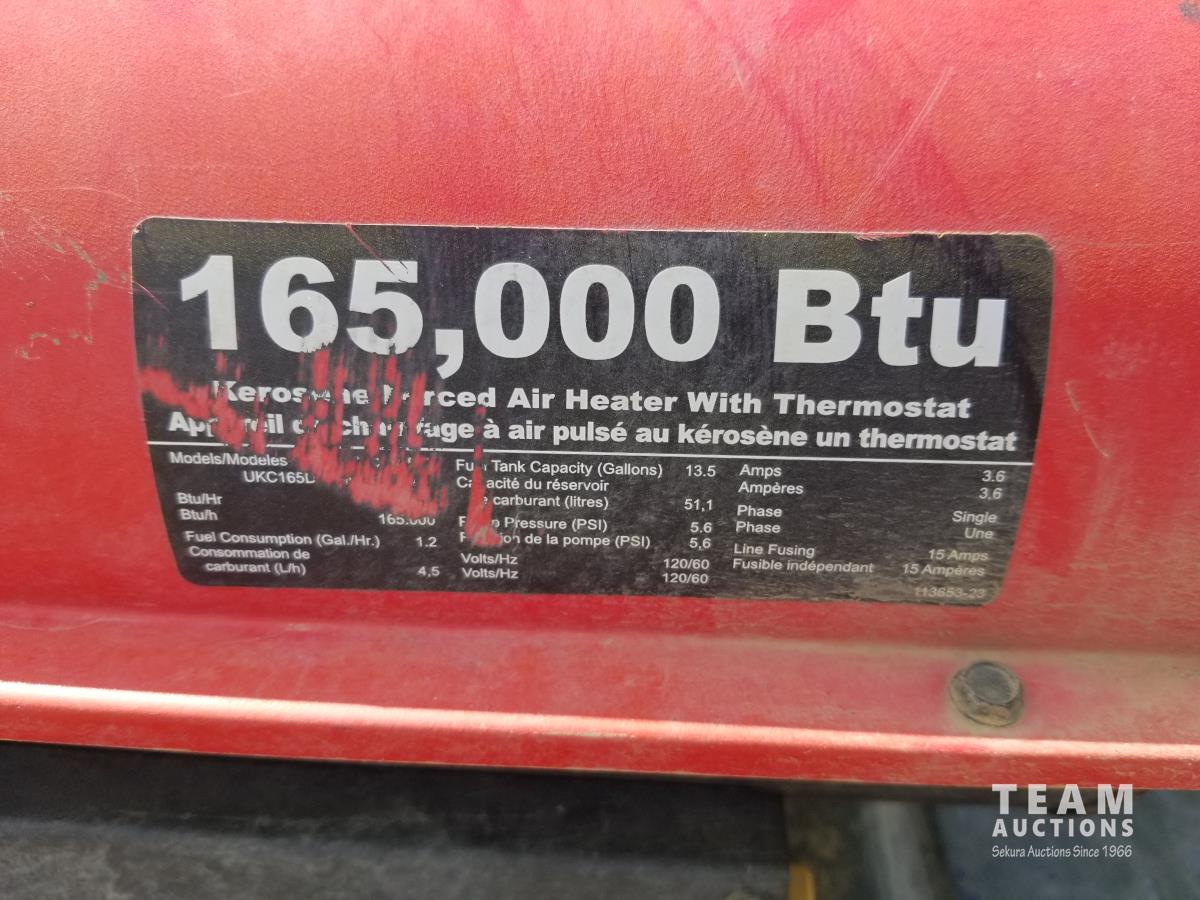 165,000 Btu
Air Heater With Thermostat
à air pulsé au kérosène un thermostat
Models/Modeles
Btu/Hr
Btu/h
165.000
Fuel Consumption (Gal./Hr.) 1.2
Consommation de
carburant (L/h) 4,5
Tank Capacity (Gallons) 13.5
du réservoir
carburant (litres) 51,1
Pressure (PSI) 5.6
de la pompe (PSI) 5,6
Volts/Hz 120/60
Volts/Hz 120/60
Amps 3.6
Ampères 3,6
Phase Single
Phase Une
Line Fusing 15 Amps
Fusible indépendant 15 Ampères
113653-23
TEAM
AUCTIONS
Sekura Auctions Since 1966